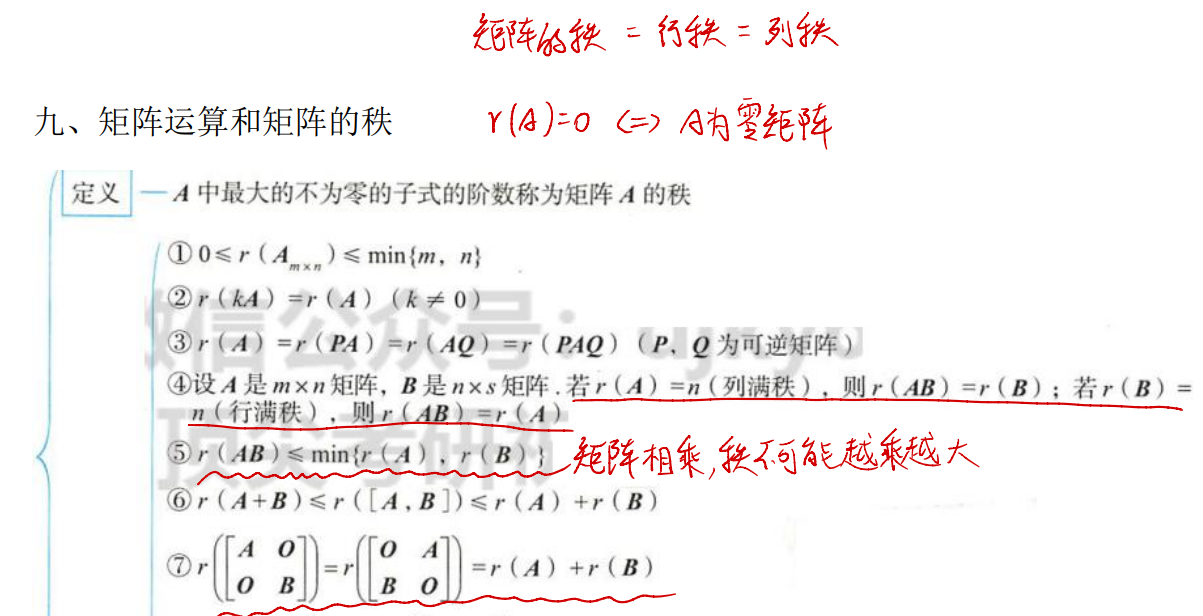 矩阵的秩 = 行秩 = 列秩
九、矩阵运算和矩阵的秩 r(A)=0 <=> A为零矩阵
定义 — A 中最大的不为零的子式的阶数称为矩阵 A 的秩
① 0≤r(A_{m×n})≤min{m, n}
② r(kA)=r(A)(k≠0)
③ r(A)=r(PA)=r(AQ)=r(PAQ)(P, Q 为可逆矩阵)
④设 A 是 m×n 矩阵, B 是 n×s 矩阵.若 r(A)=n(列满秩), 则 r(AB)=r(B); 若 r(B)=
n(行满秩), 则 r(AB)=r(A)
⑤ r(AB)≤min{r(A), r(B)} 矩阵相乘,秩不可能越乘越大
⑥ r(A+B)≤r([A, B])≤r(A)+r(B)
⑦ r([A O; O B])=r([O A; B O])=r(A)+r(B)